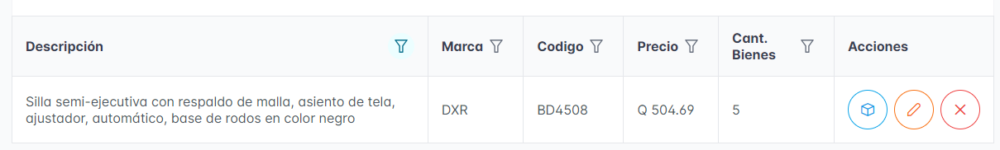 Descripción
Marca
Codigo
Precio
Cant.
Bienes
Acciones
Silla semi-ejecutiva con respaldo de malla, asiento de tela,
ajustador, automático, base de rodos en color negro
DXR
BD4508
Q 504.69
5